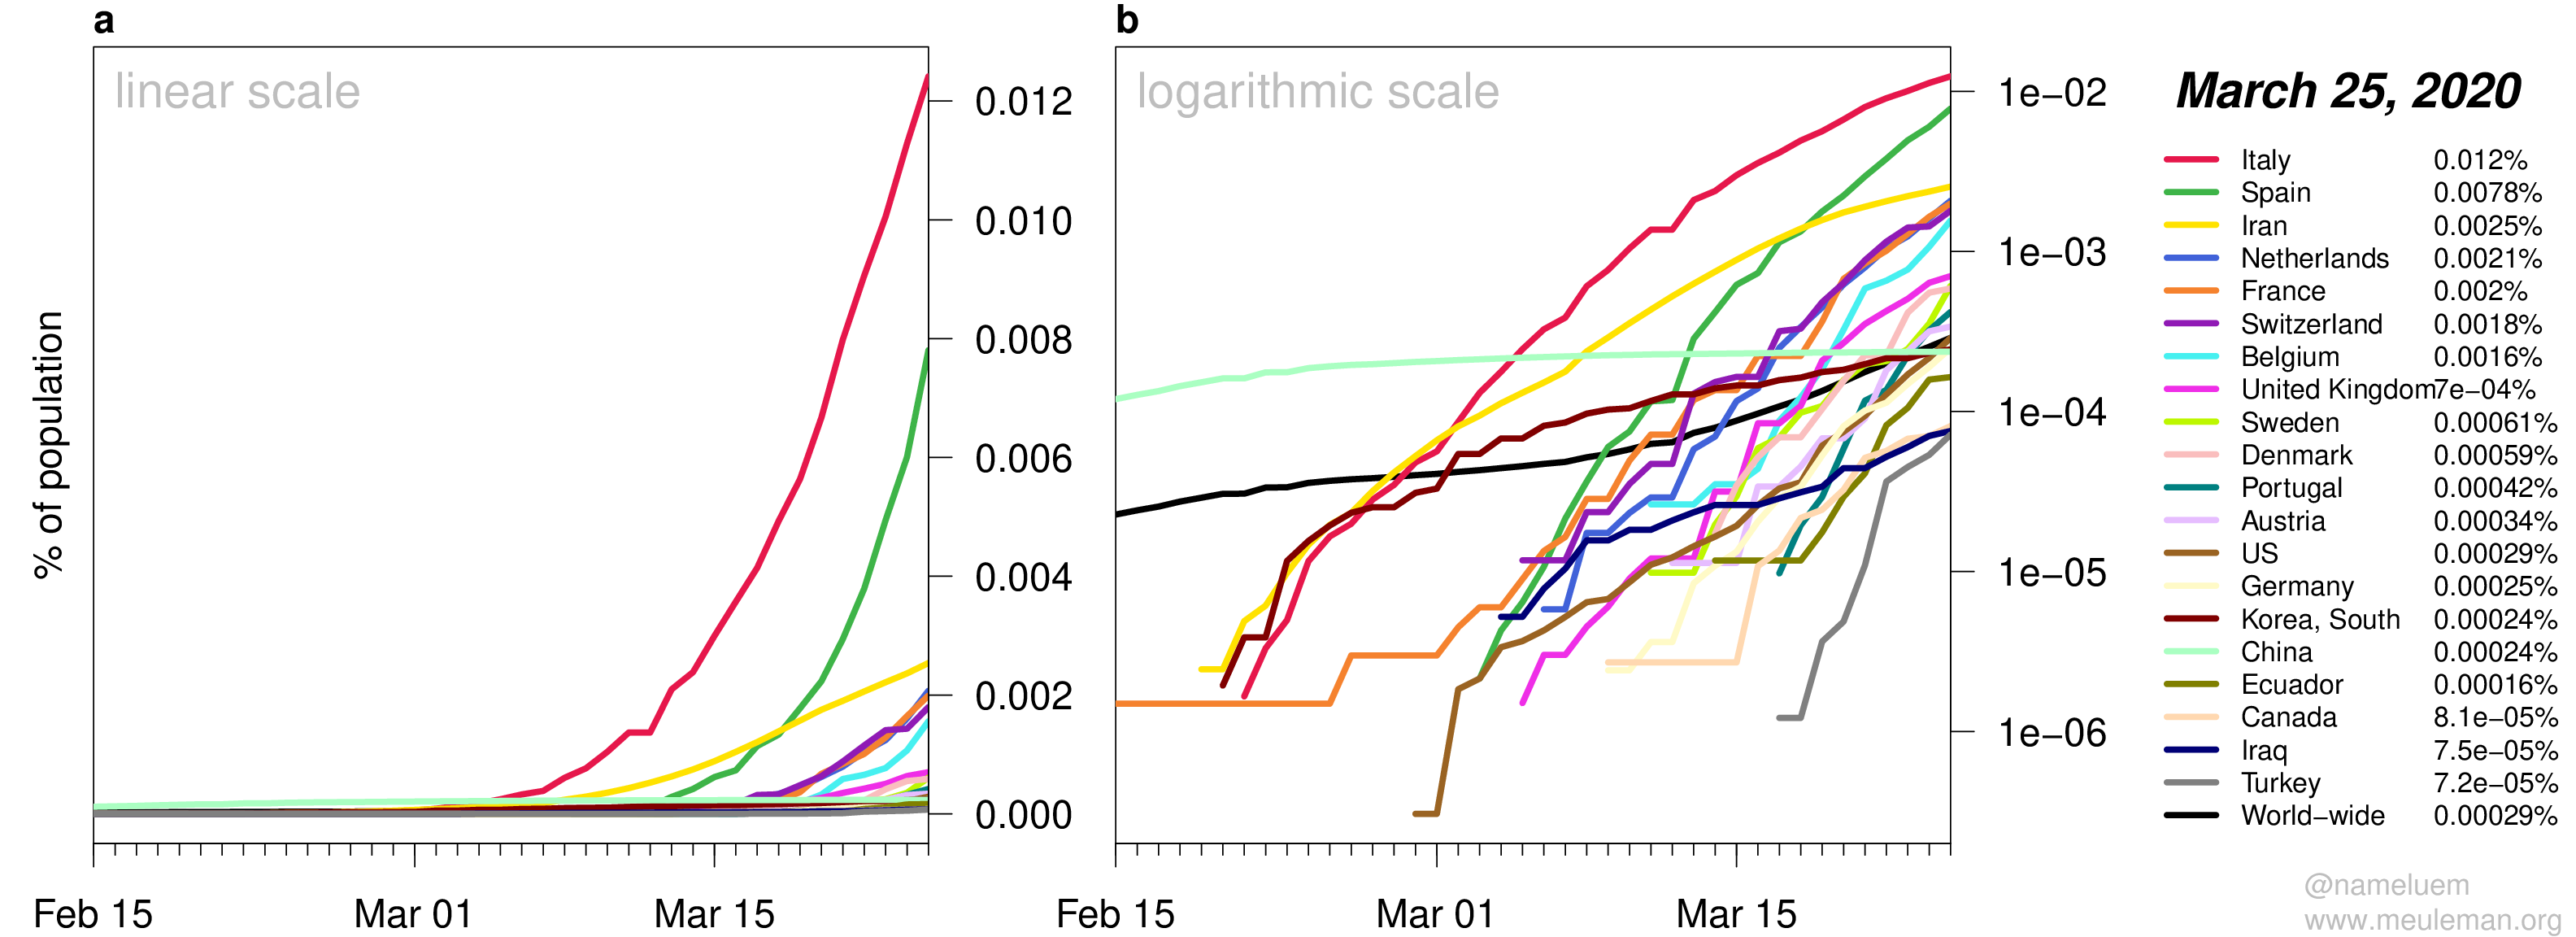 a
linear scale
% of population
0.012
0.010
0.008
0.006
0.004
0.002
0.000
Feb 15 Mar 01 Mar 15
b
logarithmic scale
1e−02
1e−03
1e−04
1e−05
1e−06
Feb 15 Mar 01 Mar 15
March 25, 2020
Italy 0.012%
Spain 0.0078%
Iran 0.0025%
Netherlands 0.0021%
France 0.002%
Switzerland 0.0018%
Belgium 0.0016%
United Kingdom 7e−04%
Sweden 0.00061%
Denmark 0.00059%
Portugal 0.00042%
Austria 0.00034%
US 0.00029%
Germany 0.00025%
Korea, South 0.00024%
China 0.00024%
Ecuador 0.00016%
Canada 8.1e−05%
Iraq 7.5e−05%
Turkey 7.2e−05%
World−wide 0.00029%
@nameluem
www.meuleman.org